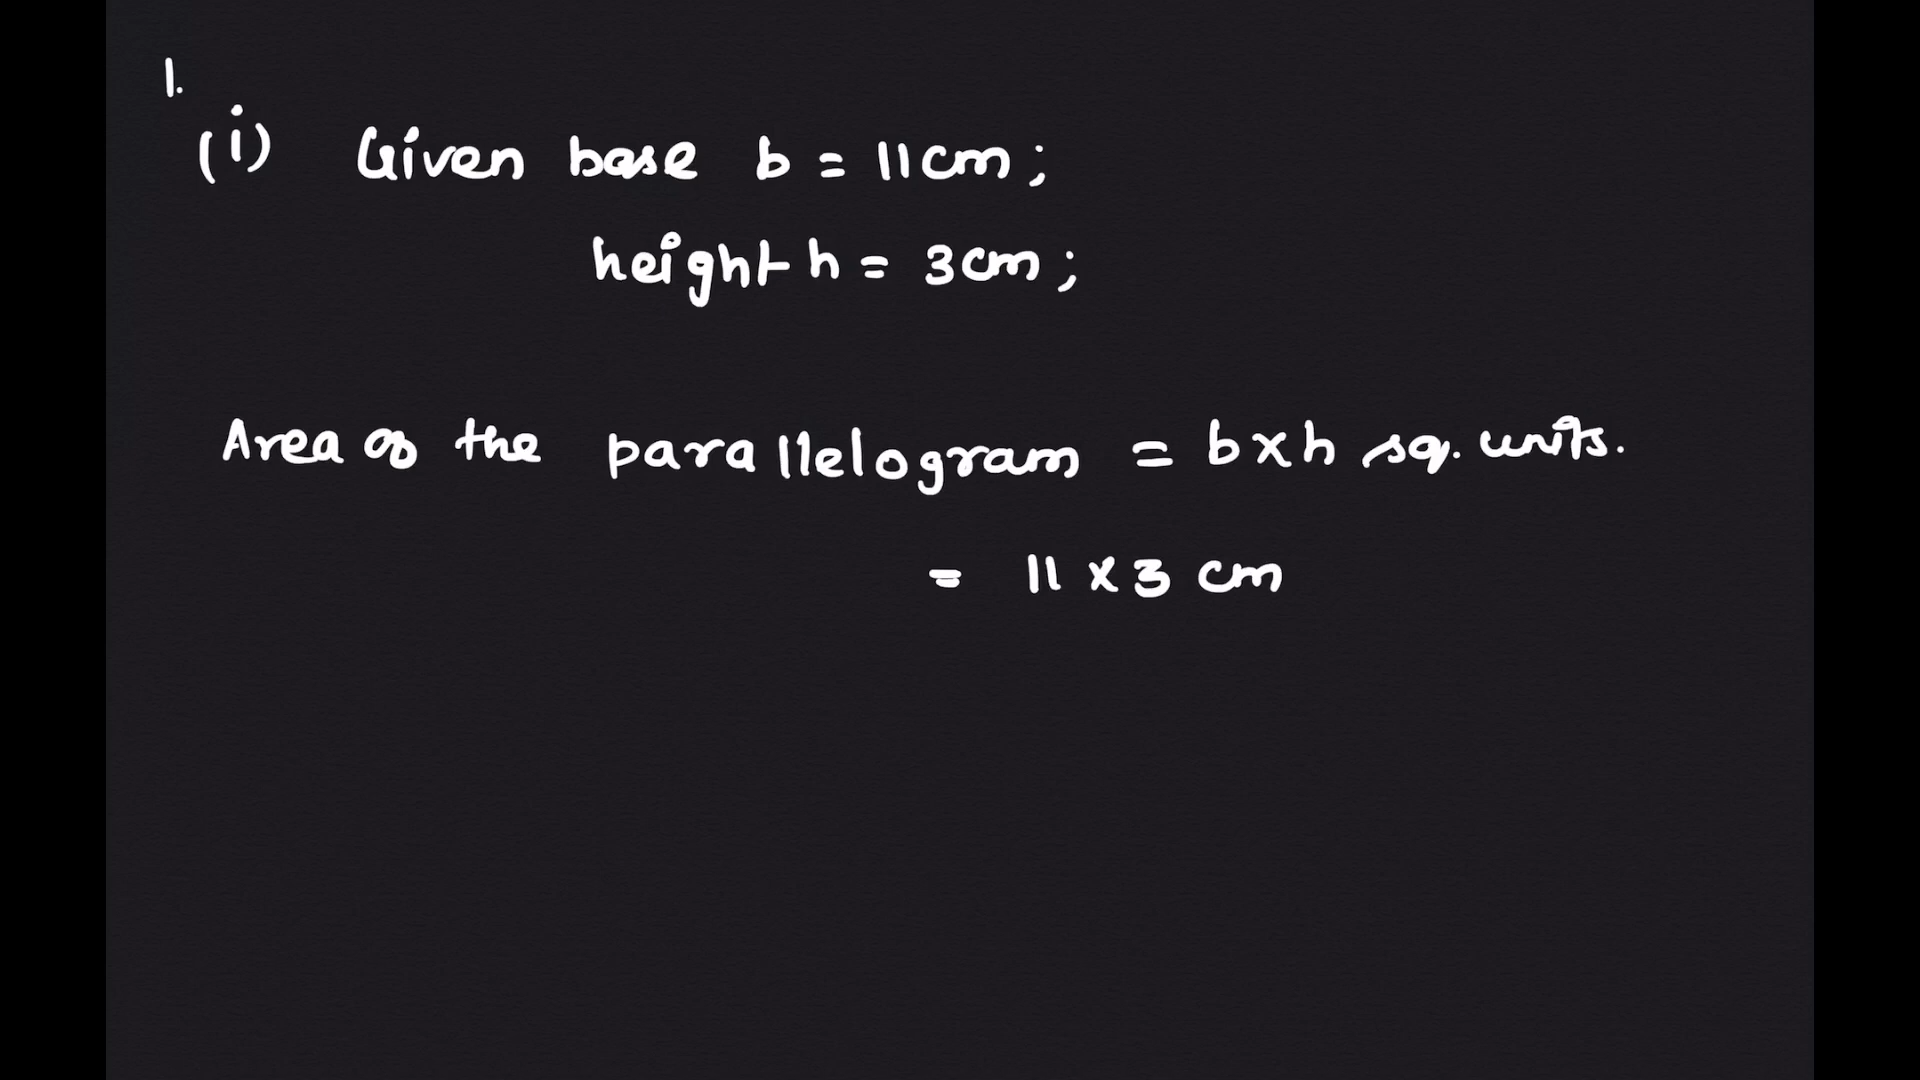 1.
(i) Given base b = 11cm;
height h = 3cm;
Area of the parallelogram = b×h sq. units.
= 11 × 3 cm